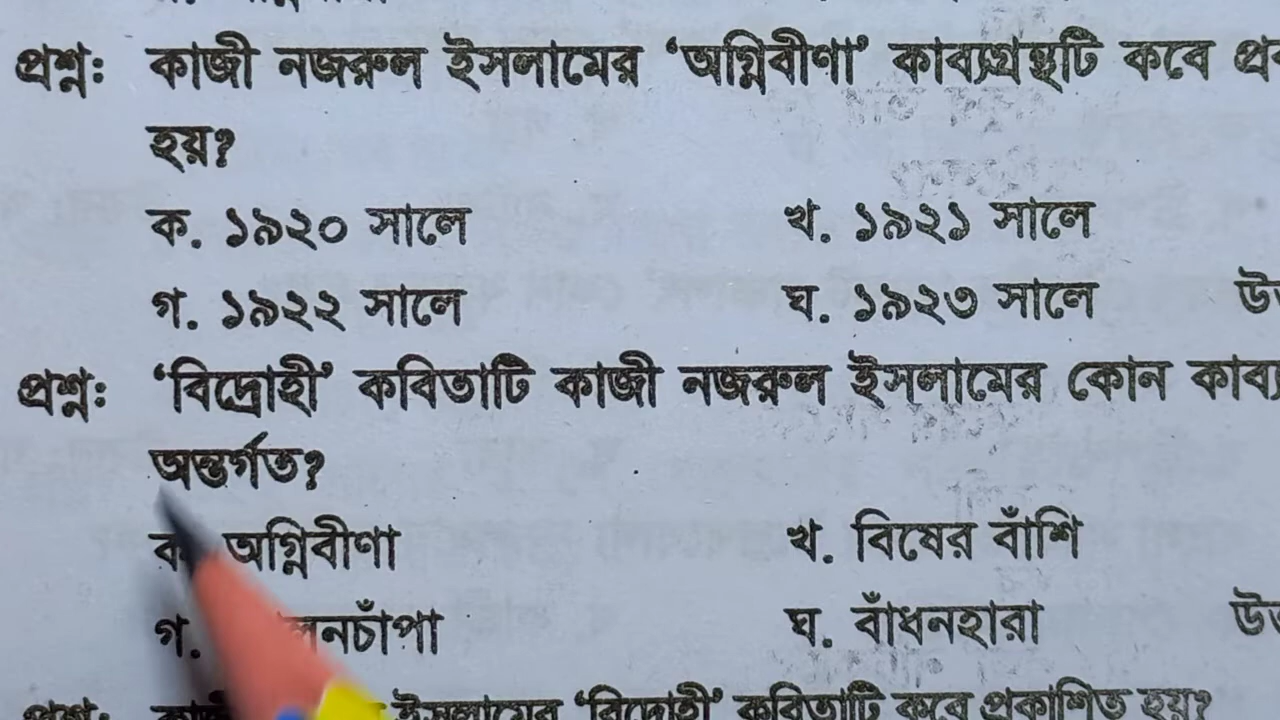 প্রশ্ন: কাজী নজরুল ইসলামের ‘অগ্নিবীণা’ কাব্যগ্রন্থটি কবে
হয়?
ক. ১৯২০ সালে খ. ১৯২১ সালে
গ. ১৯২২ সালে ঘ. ১৯২৩ সালে
প্রশ্ন: ‘বিদ্রোহী’ কবিতাটি কাজী নজরুল ইসলামের কোন
অন্তর্গত?
ক. অগ্নিবীণা খ. বিষের বাঁশি
গ. ঘ. বাঁধনহারা
প্রশ্ন: ইসলামের ‘বিদ্রোহী’ কবিতাটি কবে প্রকাশিত হয়?